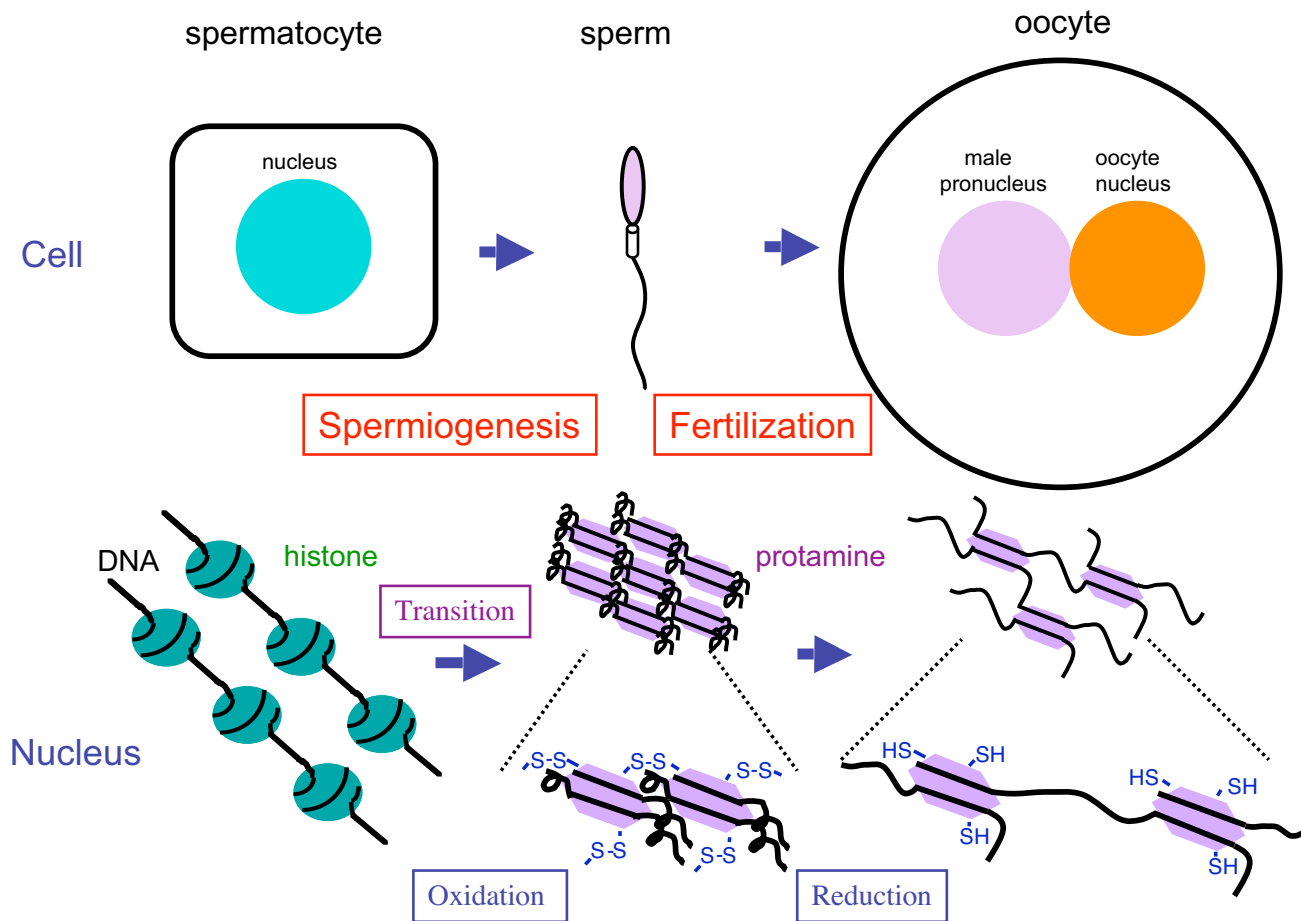 spermatocyte
sperm
oocyte
nucleus
male
pronucleus
oocyte
nucleus
Cell
Spermiogenesis
Fertilization
DNA
histone
Transition
protamine
Nucleus
S-S
S-S
S-S
S-S
S-S
HS
SH
SH
HS
SH
SH
Oxidation
Reduction